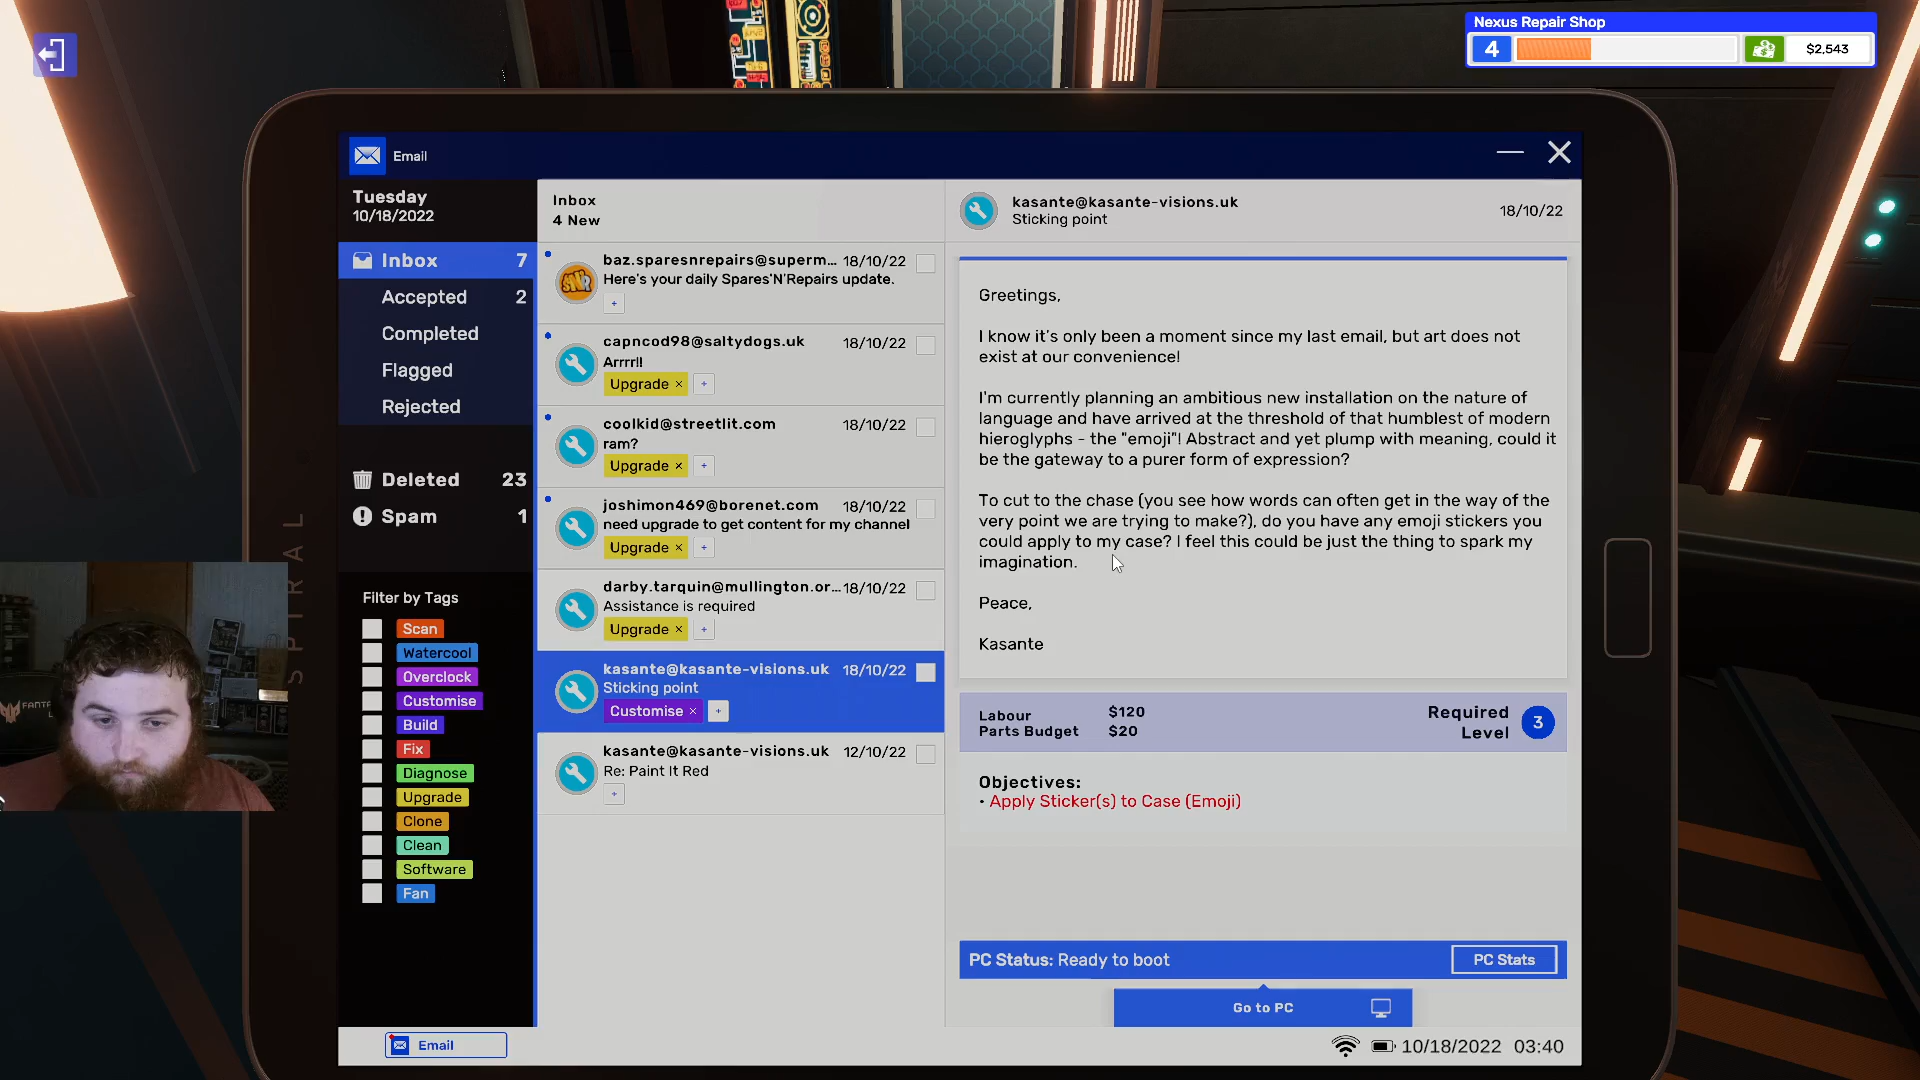 Nexus Repair Shop
4
$2,543
Email
Tuesday
10/18/2022
Inbox 7
Accepted 2
Completed
Flagged
Rejected
Deleted 23
Spam 1
Filter by Tags
Scan
Watercool
Overclock
Customise
Build
Fix
Diagnose
Upgrade
Clone
Clean
Software
Fan
Inbox
4 New
baz.sparesnrepairs@superm... 18/10/22
Here's your daily Spares'N'Repairs update.
+
capncod98@saltydogs.uk 18/10/22
Arrrr!!
Upgrade × +
coolkid@streetlit.com 18/10/22
ram?
Upgrade × +
joshimon469@borenet.com 18/10/22
need upgrade to get content for my channel
Upgrade × +
darby.tarquin@mullington.or... 18/10/22
Assistance is required
Upgrade × +
kasante@kasante-visions.uk 18/10/22
Sticking point
Customise × +
kasante@kasante-visions.uk 12/10/22
Re: Paint It Red
+
kasante@kasante-visions.uk
Sticking point
18/10/22
Greetings,
I know it's only been a moment since my last email, but art does not
exist at our convenience!
I'm currently planning an ambitious new installation on the nature of
language and have arrived at the threshold of that humblest of modern
hieroglyphs - the "emoji"! Abstract and yet plump with meaning, could it
be the gateway to a purer form of expression?
To cut to the chase (you see how words can often get in the way of the
very point we are trying to make?), do you have any emoji stickers you
could apply to my case? I feel this could be just the thing to spark my
imagination.
Peace,
Kasante
Labour $120
Parts Budget $20
Required
Level
3
Objectives:
• Apply Sticker(s) to Case (Emoji)
PC Status: Ready to boot
PC Stats
Go to PC
Email
10/18/2022 03:40
SPIRAL
SNR